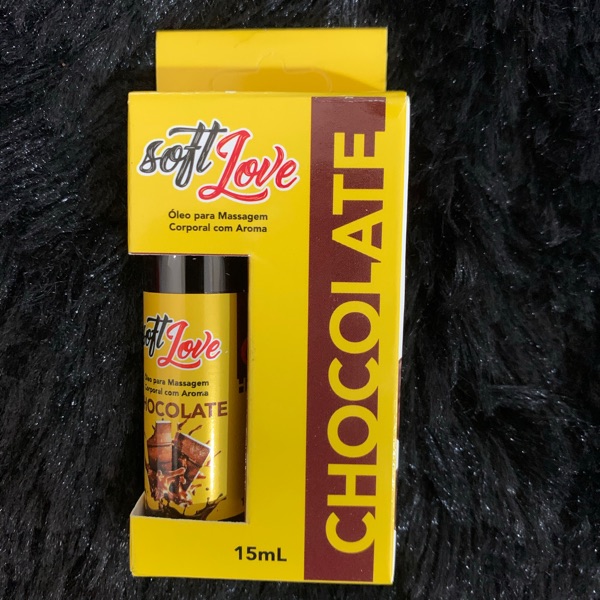 soft Love
Óleo para Massagem
Corporal com Aroma
CHOCOLATE
soft Love
Óleo para Massagem
Corporal com Aroma
CHOCOLATE
15mL